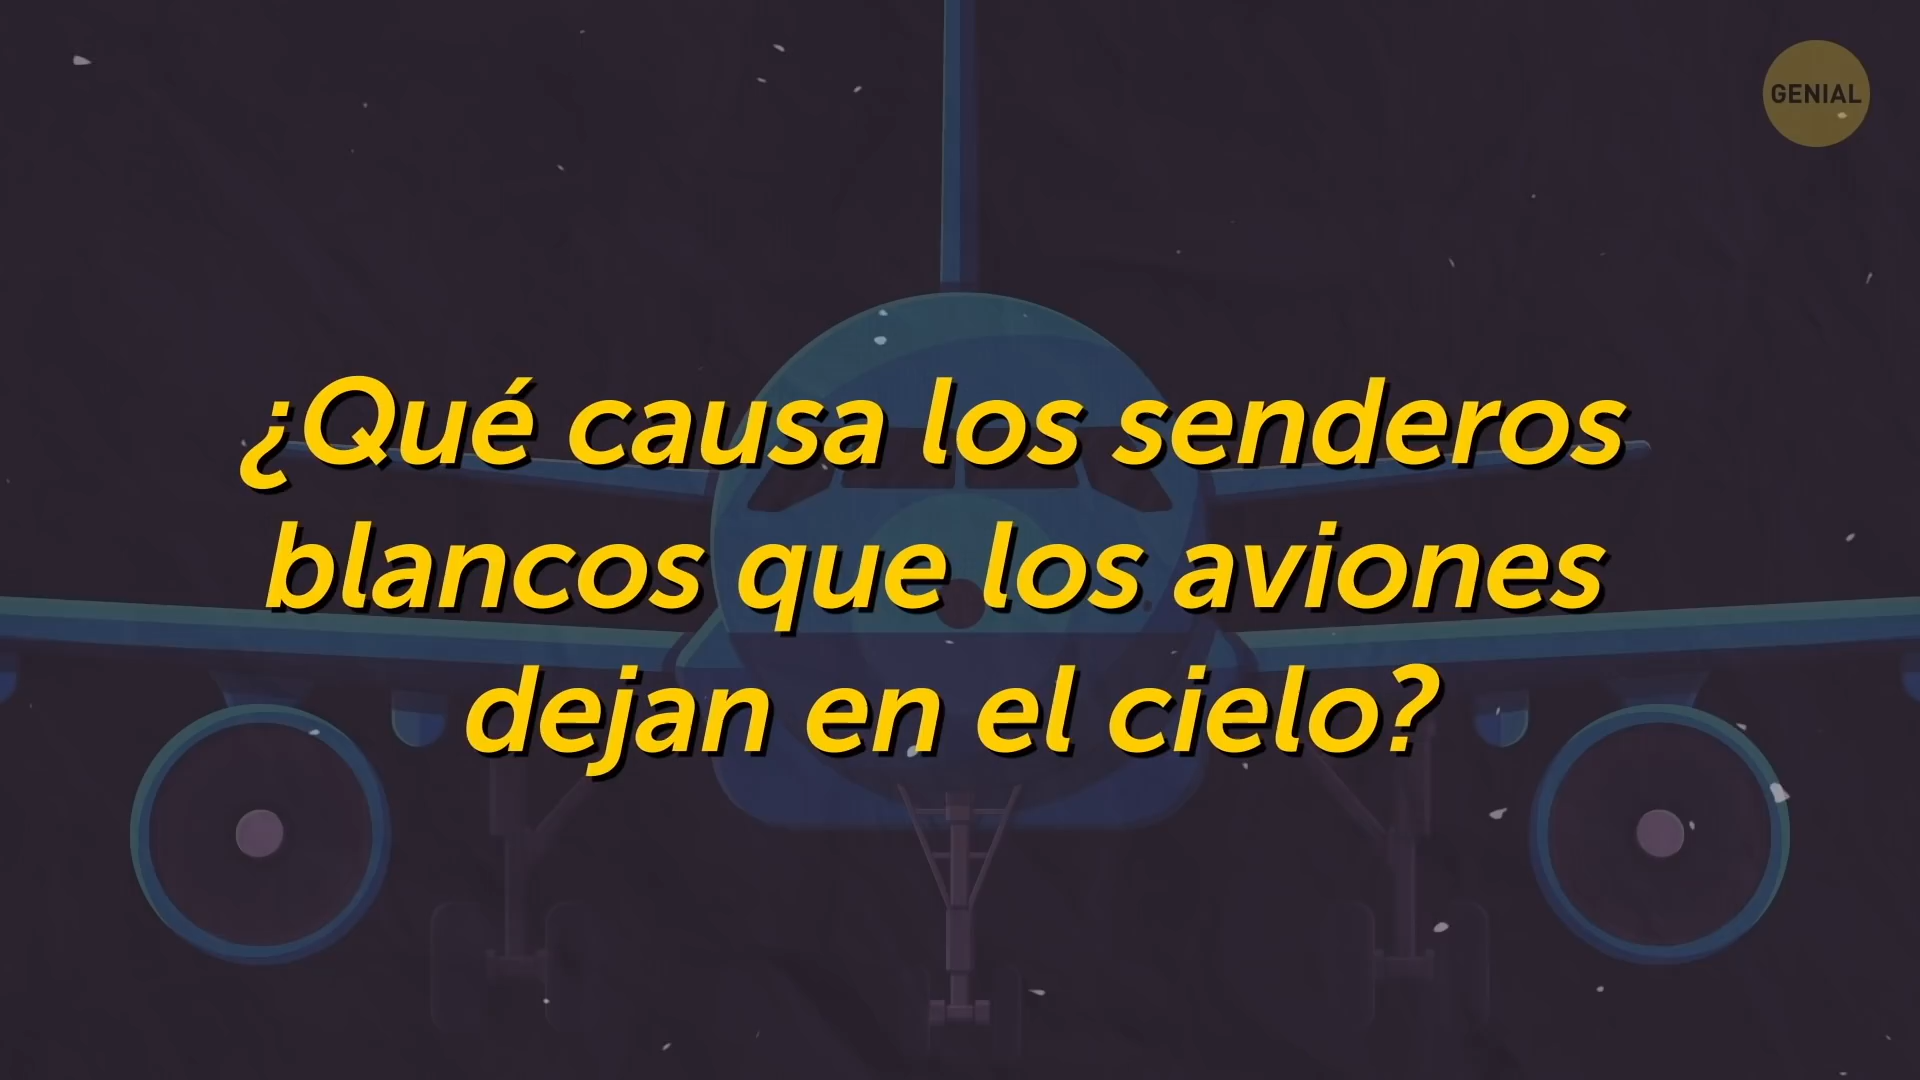 GENIAL
¿Qué causa los senderos
blancos que los aviones
dejan en el cielo?